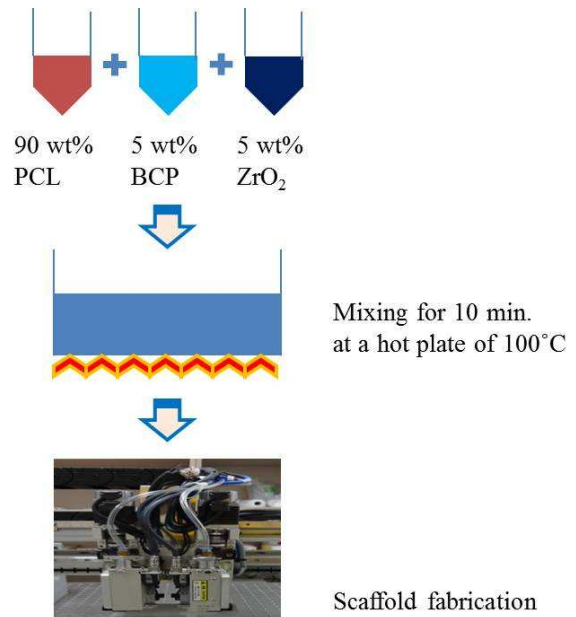 90 wt% 5 wt% 5 wt%
PCL BCP ZrO₂
Mixing for 10 min.
at a hot plate of 100˚C
Scaffold fabrication